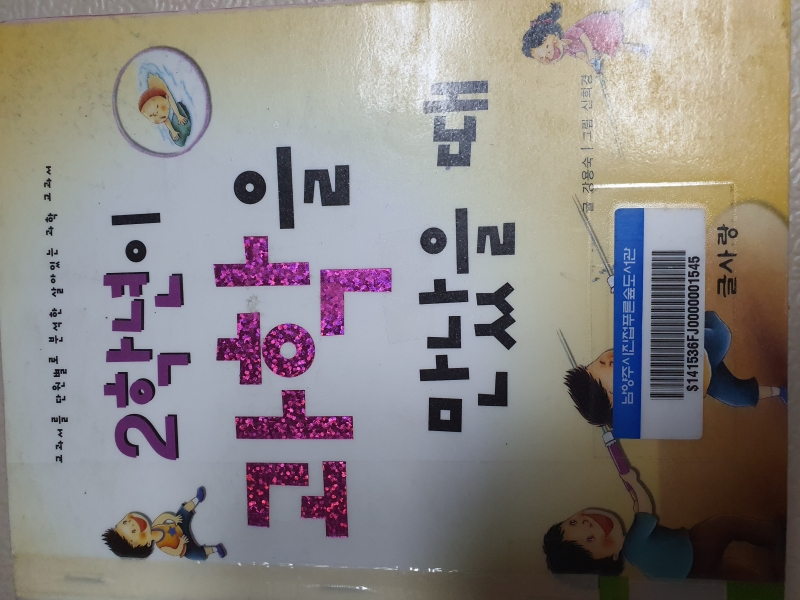 교과서를 단원별로 분석한 살아있는 과학 교과서
2학년이
과학을
만났을 때
글 강용숙 | 그림 신희경
남양주시진접푸른숲도서관
S141536FJ0000001545
글사랑